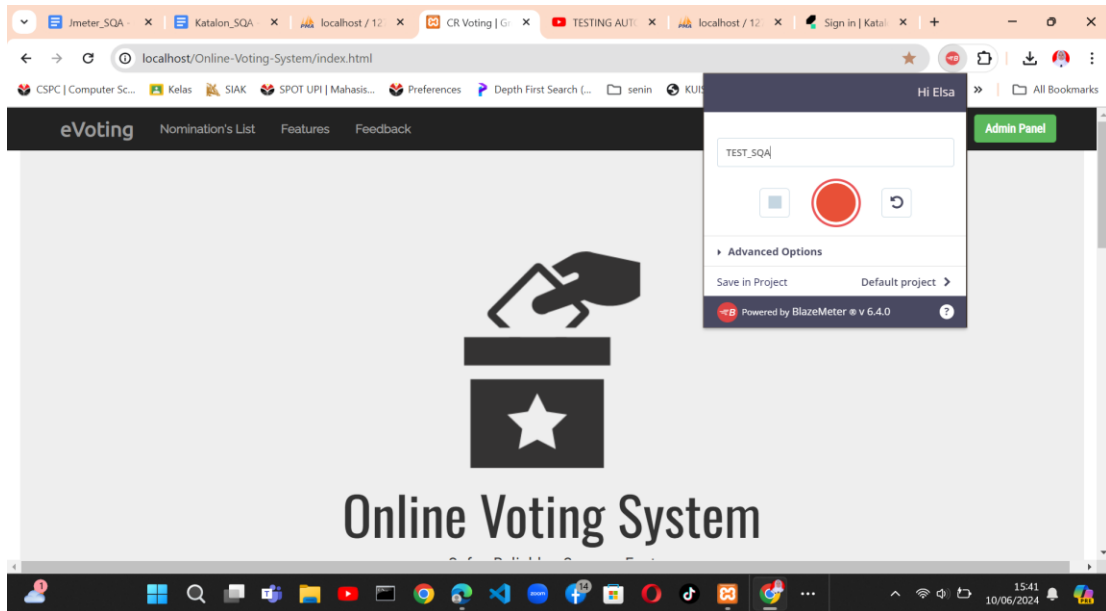 Jmeter_SQA -
Katalon_SQA -
localhost / 12
CR Voting | Gr
TESTING AUTO
localhost / 12
Sign in | Katal
localhost/Online-Voting-System/index.html
CSPC | Computer Sc...
Kelas
SIAK
SPOT UPI | Mahasis...
Preferences
Depth First Search (...
senin
All Bookmarks
Hi Elsa
eVoting
Nomination's List
Features
Feedback
Admin Panel
TEST_SQA
Advanced Options
Save in Project
Default project
Powered by BlazeMeter ® v 6.4.0
Online Voting System
15:41
10/06/2024